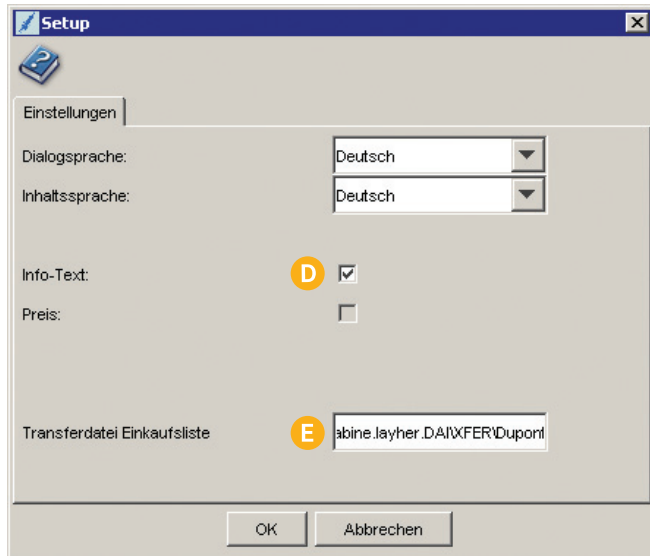 Setup
Einstellungen
Dialogsprache: Deutsch
Inhaltssprache: Deutsch
Info-Text: D
Preis:
Transferdatei Einkaufsliste E abine.layher.DAI\XFER\Dupont
OK Abbrechen